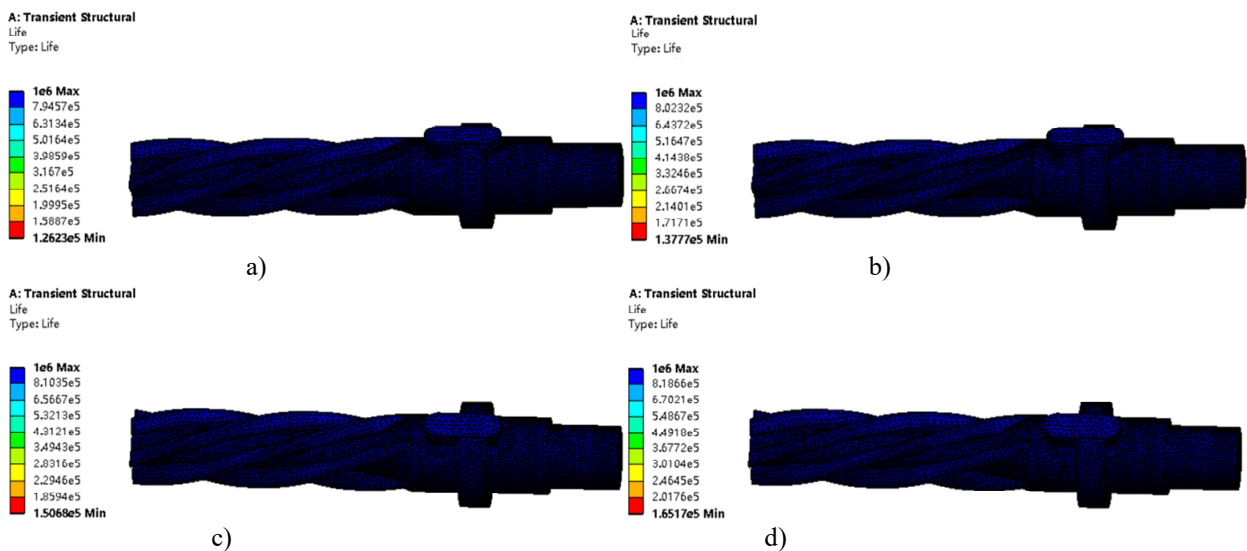 A: Transient Structural
Life
Type: Life
1e6 Max
7.9457e5
6.3134e5
5.0164e5
3.9859e5
3.167e5
2.5164e5
1.9995e5
1.5887e5
1.2623e5 Min
a)
A: Transient Structural
Life
Type: Life
1e6 Max
8.0232e5
6.4372e5
5.1647e5
4.1438e5
3.3246e5
2.6674e5
2.1401e5
1.7171e5
1.3777e5 Min
b)
A: Transient Structural
Life
Type: Life
1e6 Max
8.1035e5
6.5667e5
5.3213e5
4.3121e5
3.4943e5
2.8316e5
2.2946e5
1.8594e5
1.5068e5 Min
c)
A: Transient Structural
Life
Type: Life
1e6 Max
8.1866e5
6.7021e5
5.4867e5
4.4918e5
3.6772e5
3.0104e5
2.4645e5
2.0176e5
1.6517e5 Min
d)